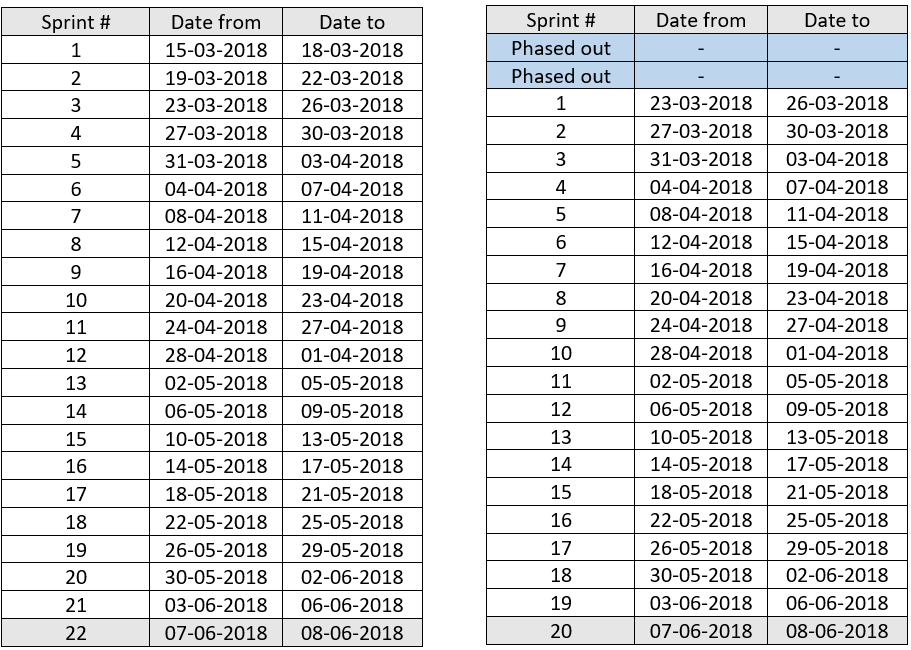 Sprint # Date from Date to
1 15-03-2018 18-03-2018
2 19-03-2018 22-03-2018
3 23-03-2018 26-03-2018
4 27-03-2018 30-03-2018
5 31-03-2018 03-04-2018
6 04-04-2018 07-04-2018
7 08-04-2018 11-04-2018
8 12-04-2018 15-04-2018
9 16-04-2018 19-04-2018
10 20-04-2018 23-04-2018
11 24-04-2018 27-04-2018
12 28-04-2018 01-04-2018
13 02-05-2018 05-05-2018
14 06-05-2018 09-05-2018
15 10-05-2018 13-05-2018
16 14-05-2018 17-05-2018
17 18-05-2018 21-05-2018
18 22-05-2018 25-05-2018
19 26-05-2018 29-05-2018
20 30-05-2018 02-06-2018
21 03-06-2018 06-06-2018
22 07-06-2018 08-06-2018
Sprint # Date from Date to
Phased out - -
Phased out - -
1 23-03-2018 26-03-2018
2 27-03-2018 30-03-2018
3 31-03-2018 03-04-2018
4 04-04-2018 07-04-2018
5 08-04-2018 11-04-2018
6 12-04-2018 15-04-2018
7 16-04-2018 19-04-2018
8 20-04-2018 23-04-2018
9 24-04-2018 27-04-2018
10 28-04-2018 01-04-2018
11 02-05-2018 05-05-2018
12 06-05-2018 09-05-2018
13 10-05-2018 13-05-2018
14 14-05-2018 17-05-2018
15 18-05-2018 21-05-2018
16 22-05-2018 25-05-2018
17 26-05-2018 29-05-2018
18 30-05-2018 02-06-2018
19 03-06-2018 06-06-2018
20 07-06-2018 08-06-2018